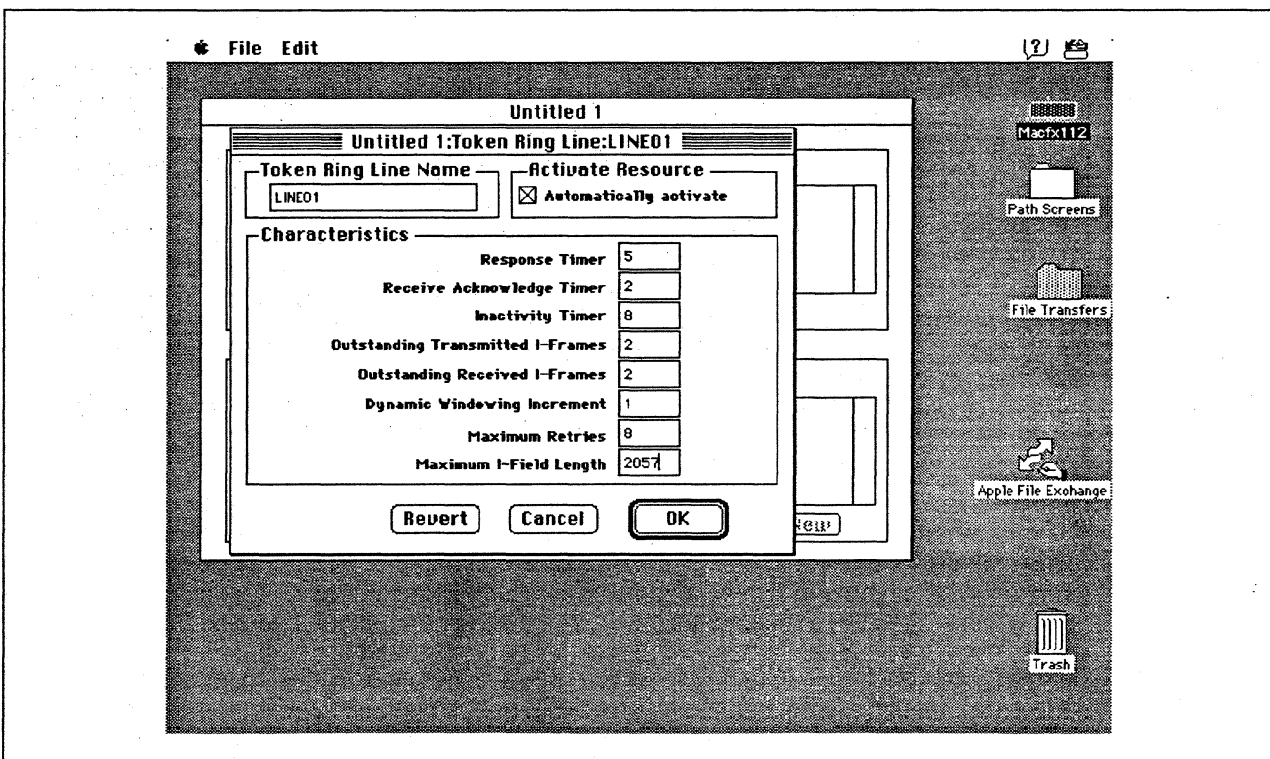 File Edit
Untitled 1
Untitled 1:Token Ring Line:LINE01
Token Ring Line Name
Activate Resource
LINE01
Automatically activate
Characteristics
Response Timer 5
Receive Acknowledge Timer 2
Inactivity Timer 8
Outstanding Transmitted I-Frames 2
Outstanding Received I-Frames 2
Dynamic Windowing Increment 1
Maximum Retries 8
Maximum I-Field Length 2057
Revert Cancel OK
Macfx112
Path Screens
File Transfers
Apple File Exchange
Trash